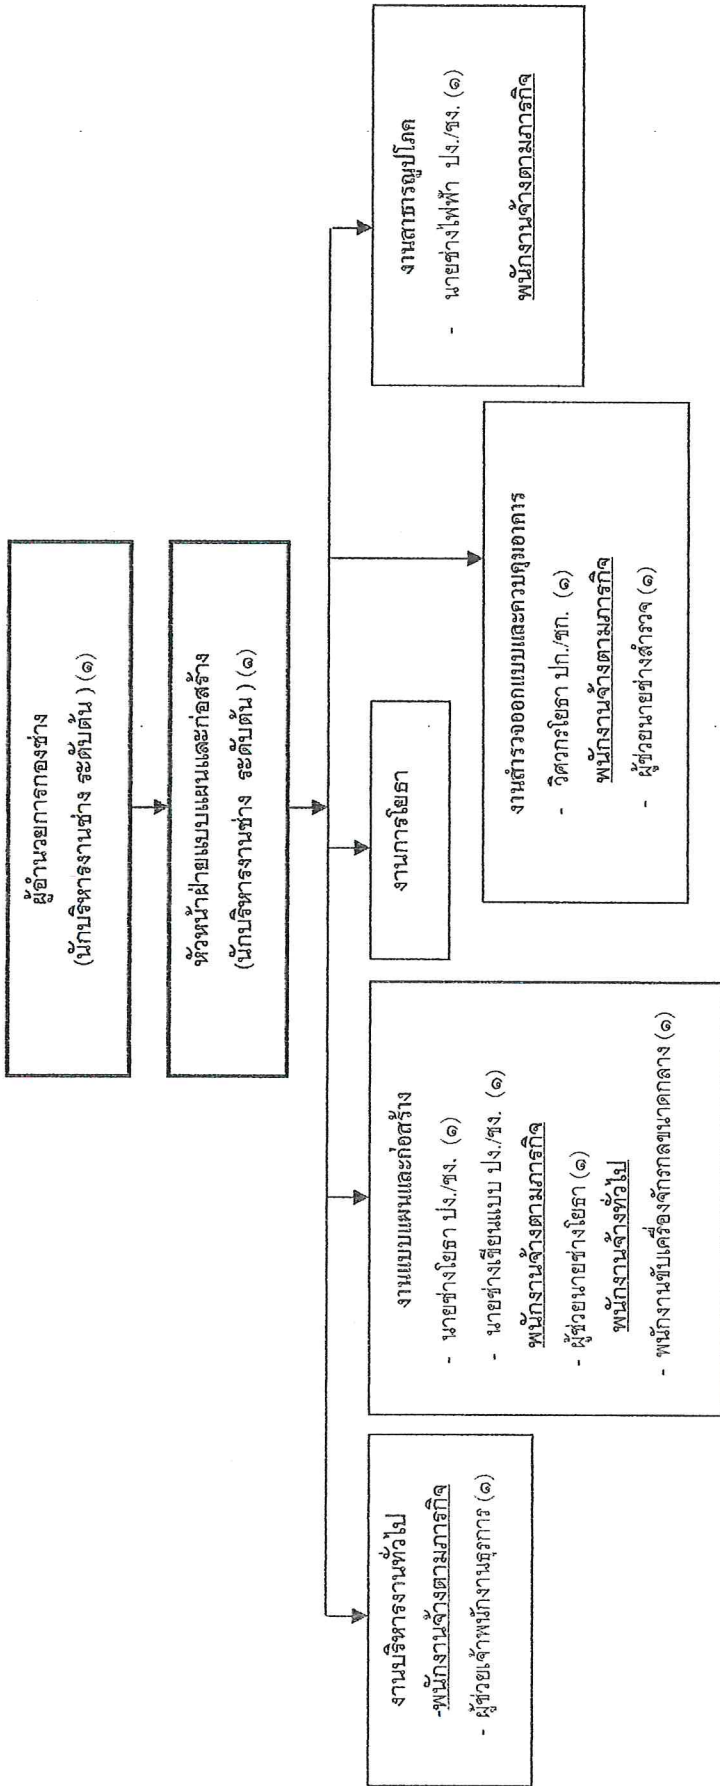 ผู้อำนวยการกองช่าง
(นักบริหารงานช่าง ระดับต้น ) (๑)
หัวหน้าฝ่ายแบบแผนและก่อสร้าง
(นักบริหารงานช่าง ระดับต้น ) (๑)
งานบริหารงานทั่วไป
-พนักงานจ้างตามภารกิจ
- ผู้ช่วยเจ้าพนักงานธุรการ (๑)
งานแบบแผนและก่อสร้าง
- นายช่างโยธา ปง./ชง. (๑)
- นายช่างเขียนแบบ ปง./ชง. (๑)
พนักงานจ้างตามภารกิจ
- ผู้ช่วยนายช่างโยธา (๑)
พนักงานจ้างทั่วไป
- พนักงานขับเครื่องจักรกลขนาดกลาง (๑)
งานการโยธา
งานสำรวจออกแบบและควบคุมอาคาร
- วิศวกรโยธา ปก./ชก. (๑)
พนักงานจ้างตามภารกิจ
- ผู้ช่วยนายช่างสำรวจ (๑)
งานสาธารณูปโภค
- นายช่างไฟฟ้า ปง./ชง. (๑)
พนักงานจ้างตามภารกิจ